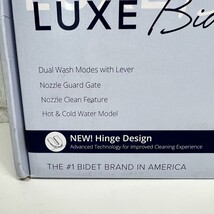 LUXE Bid
Dual Wash Modes with Lever
Nozzle Guard Gate
Nozzle Clean Feature
Hot & Cold Water Model
NEW! Hinge Design
Advanced Technology for Improved Cleaning Experience
THE #1 BIDET BRAND IN AMERICA